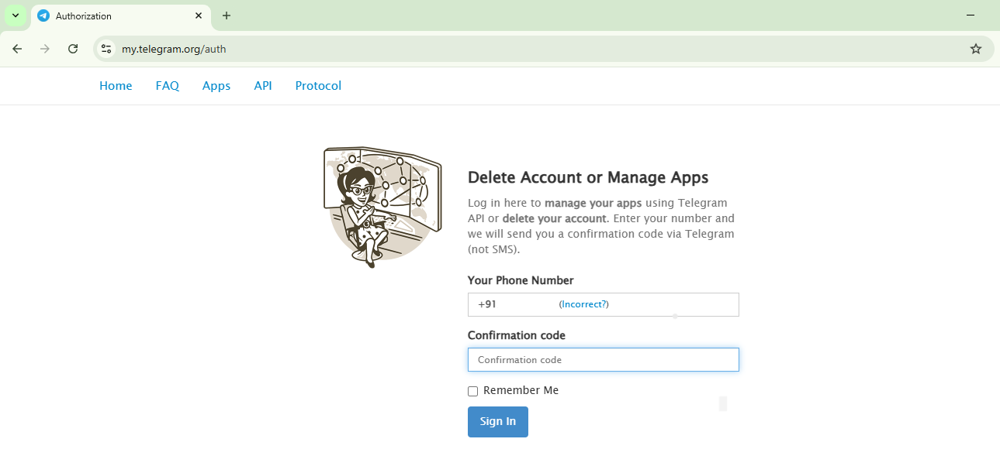 Authorization
my.telegram.org/auth
Home FAQ Apps API Protocol
Delete Account or Manage Apps
Log in here to manage your apps using Telegram
API or delete your account. Enter your number and
we will send you a confirmation code via Telegram
(not SMS).
Your Phone Number
+91 (Incorrect?)
Confirmation code
Confirmation code
Remember Me
Sign In